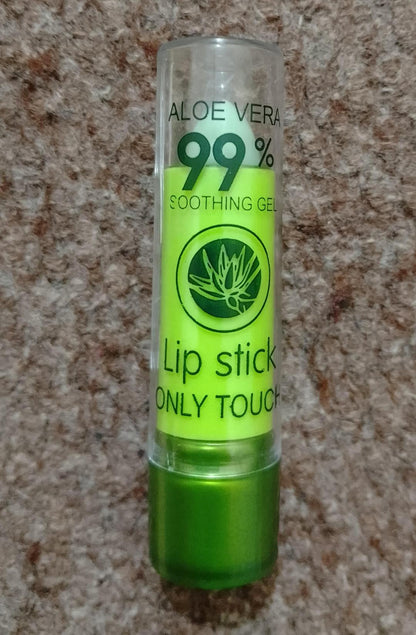 ALOE VERA
99%
SOOTHING GEL
Lip stick
ONLY TOUCH